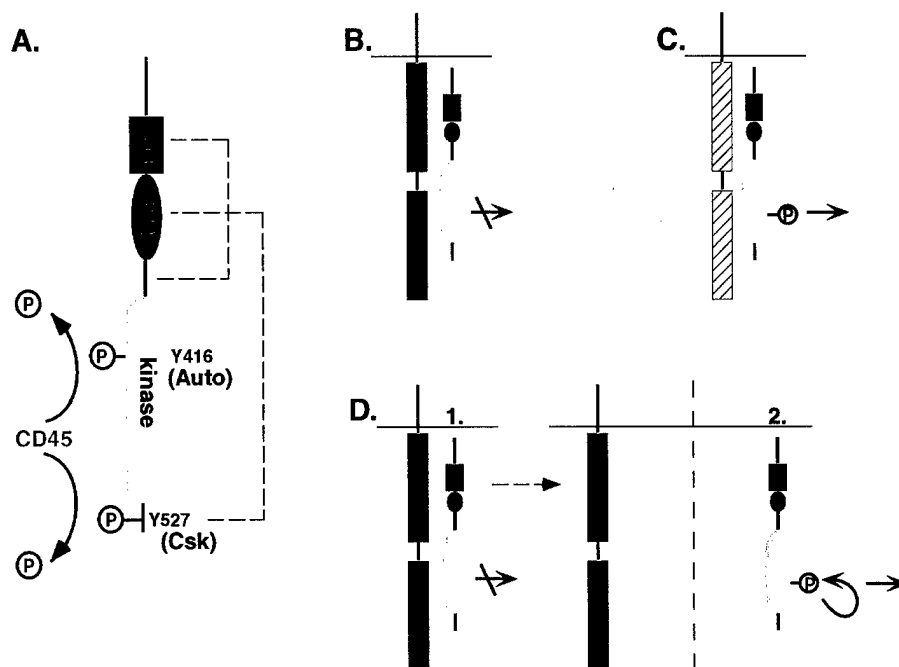 A.
B.
C.
P
P
Y416
(Auto)
kinase
CD45
P
Y527
(Csk)
P
P
D.
1.
2.
P